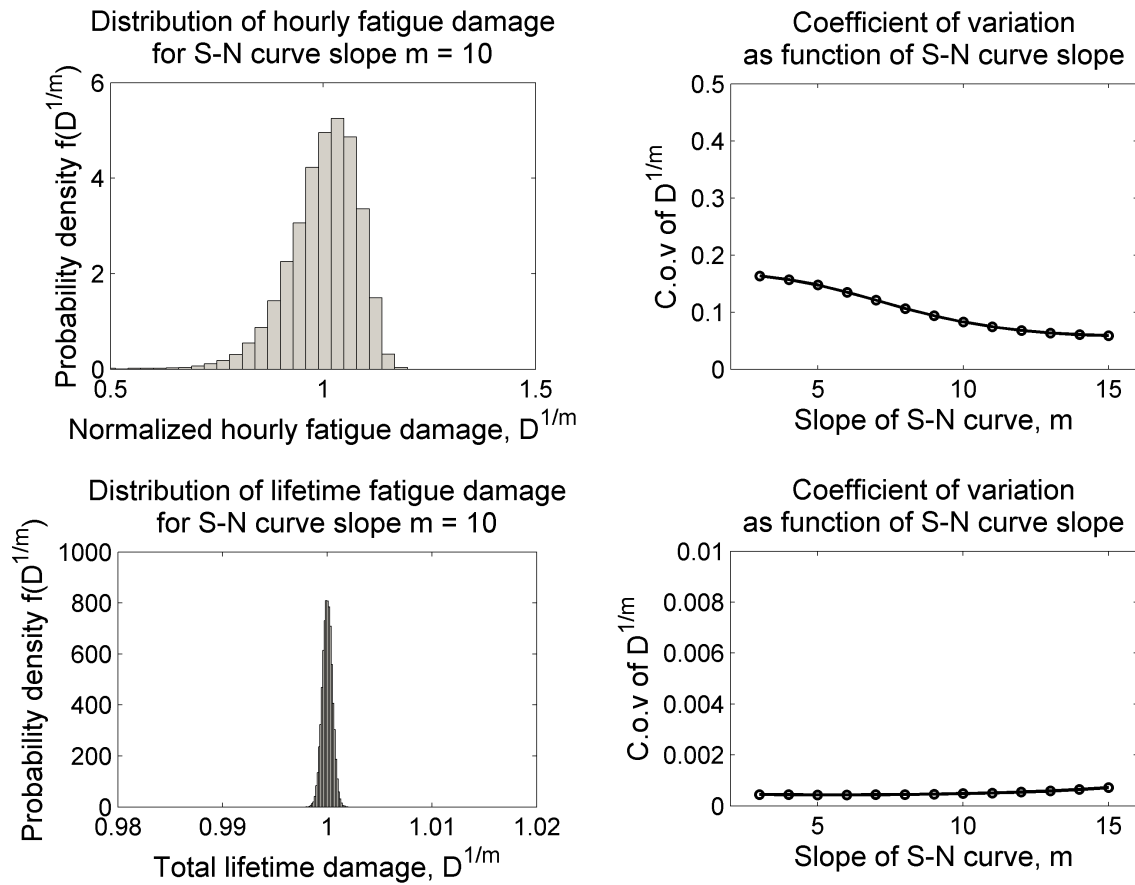 Distribution of hourly fatigue damage
for S-N curve slope m = 10
Probability density f(D^1/m)
6
4
2
0
0.5
1
1.5
Normalized hourly fatigue damage, D^1/m
Coefficient of variation
as function of S-N curve slope
C.o.v of D^1/m
0.5
0.4
0.3
0.2
0.1
0
5
10
15
Slope of S-N curve, m
Distribution of lifetime fatigue damage
for S-N curve slope m = 10
Probability density f(D^1/m)
1000
800
600
400
200
0
0.98
0.99
1
1.01
1.02
Total lifetime damage, D^1/m
Coefficient of variation
as function of S-N curve slope
C.o.v of D^1/m
0.01
0.008
0.006
0.004
0.002
0
5
10
15
Slope of S-N curve, m